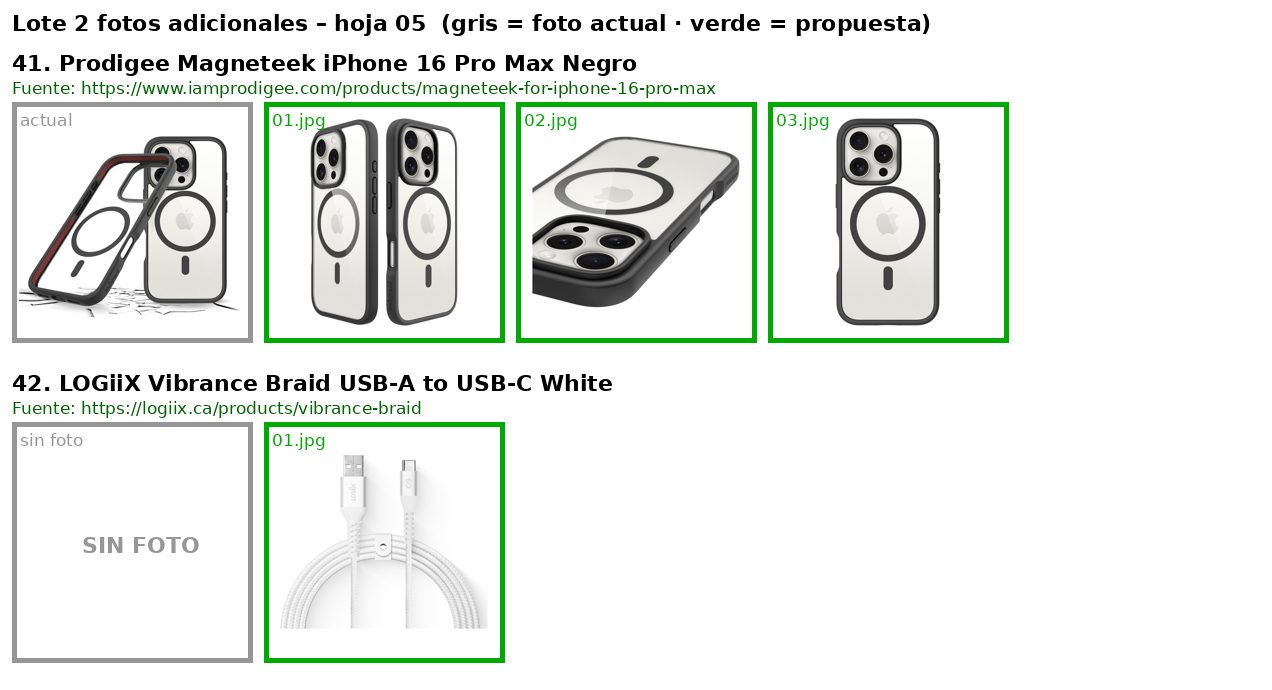 Lote 2 fotos adicionales – hoja 05  (gris = foto actual · verde = propuesta)
41. Prodigee Magneteek iPhone 16 Pro Max Negro
Fuente: https://www.iamprodigee.com/products/magneteek-for-iphone-16-pro-max
actual
01.jpg
02.jpg
03.jpg
42. LOGiiX Vibrance Braid USB-A to USB-C White
Fuente: https://logiix.ca/products/vibrance-braid
sin foto
01.jpg
SIN FOTO